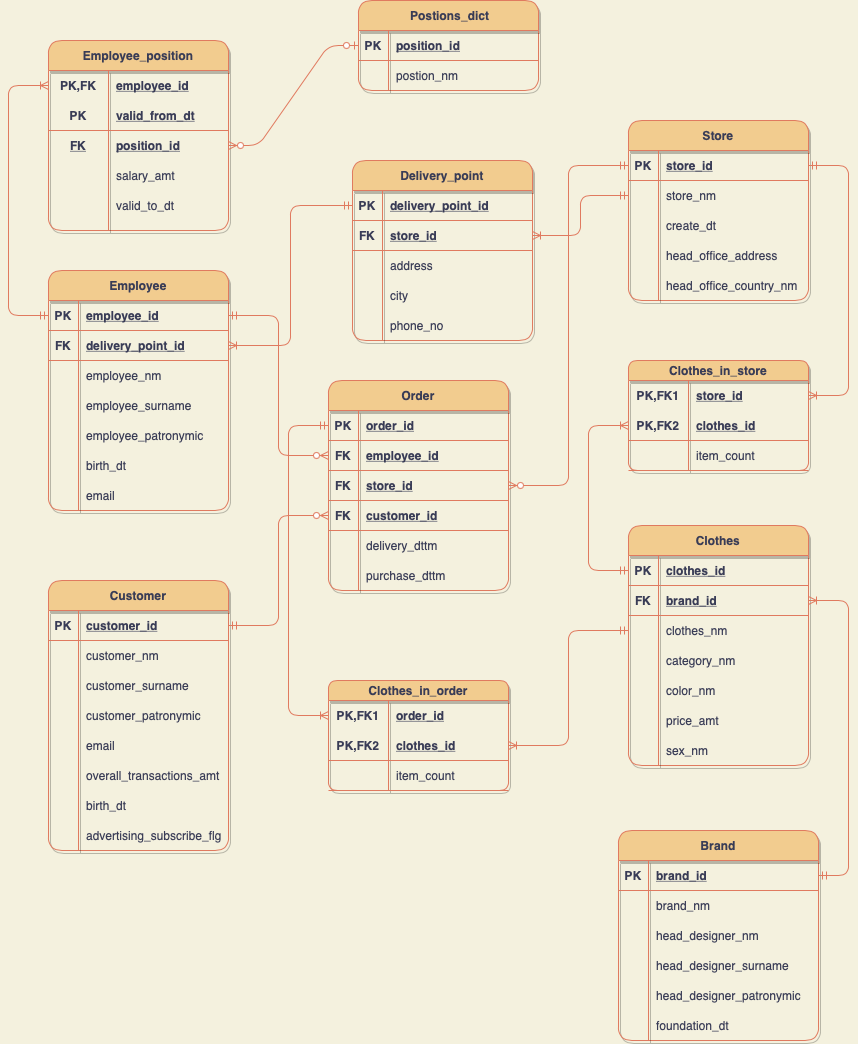 Postions_dict
PK position_id
postion_nm
Employee_position
PK,FK employee_id
PK valid_from_dt
FK position_id
salary_amt
valid_to_dt
Store
PK store_id
store_nm
create_dt
head_office_address
head_office_country_nm
Delivery_point
PK delivery_point_id
FK store_id
address
city
phone_no
Employee
PK employee_id
FK delivery_point_id
employee_nm
employee_surname
employee_patronymic
birth_dt
email
Clothes_in_store
PK,FK1 store_id
PK,FK2 clothes_id
item_count
Order
PK order_id
FK employee_id
FK store_id
FK customer_id
delivery_dttm
purchase_dttm
Clothes
PK clothes_id
FK brand_id
clothes_nm
category_nm
color_nm
price_amt
sex_nm
Customer
PK customer_id
customer_nm
customer_surname
customer_patronymic
email
overall_transactions_amt
birth_dt
advertising_subscribe_flg
Clothes_in_order
PK,FK1 order_id
PK,FK2 clothes_id
item_count
Brand
PK brand_id
brand_nm
head_designer_nm
head_designer_surname
head_designer_patronymic
foundation_dt